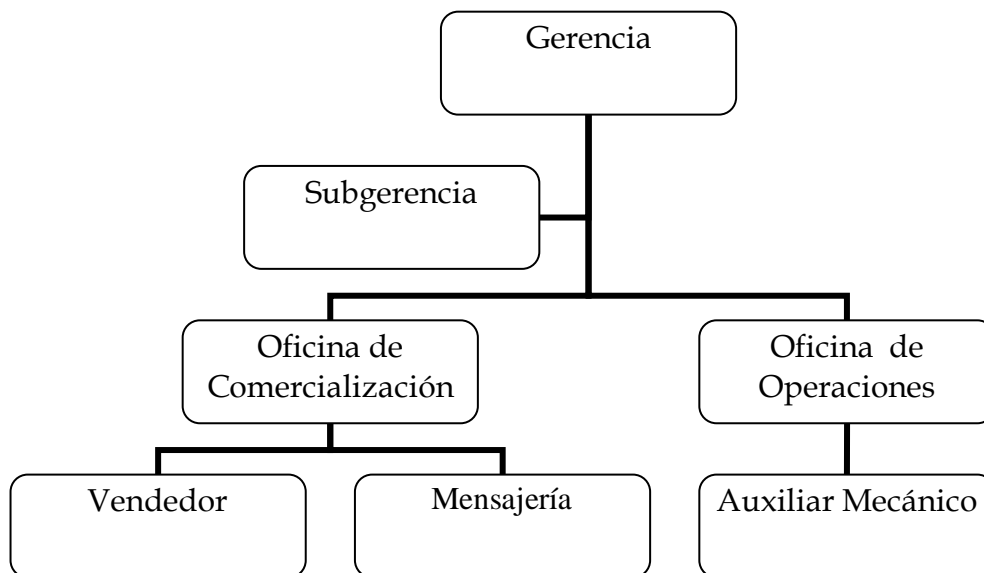 Gerencia
Subgerencia
Oficina de
Comercialización
Oficina de
Operaciones
Vendedor
Mensajería
Auxiliar Mecánico